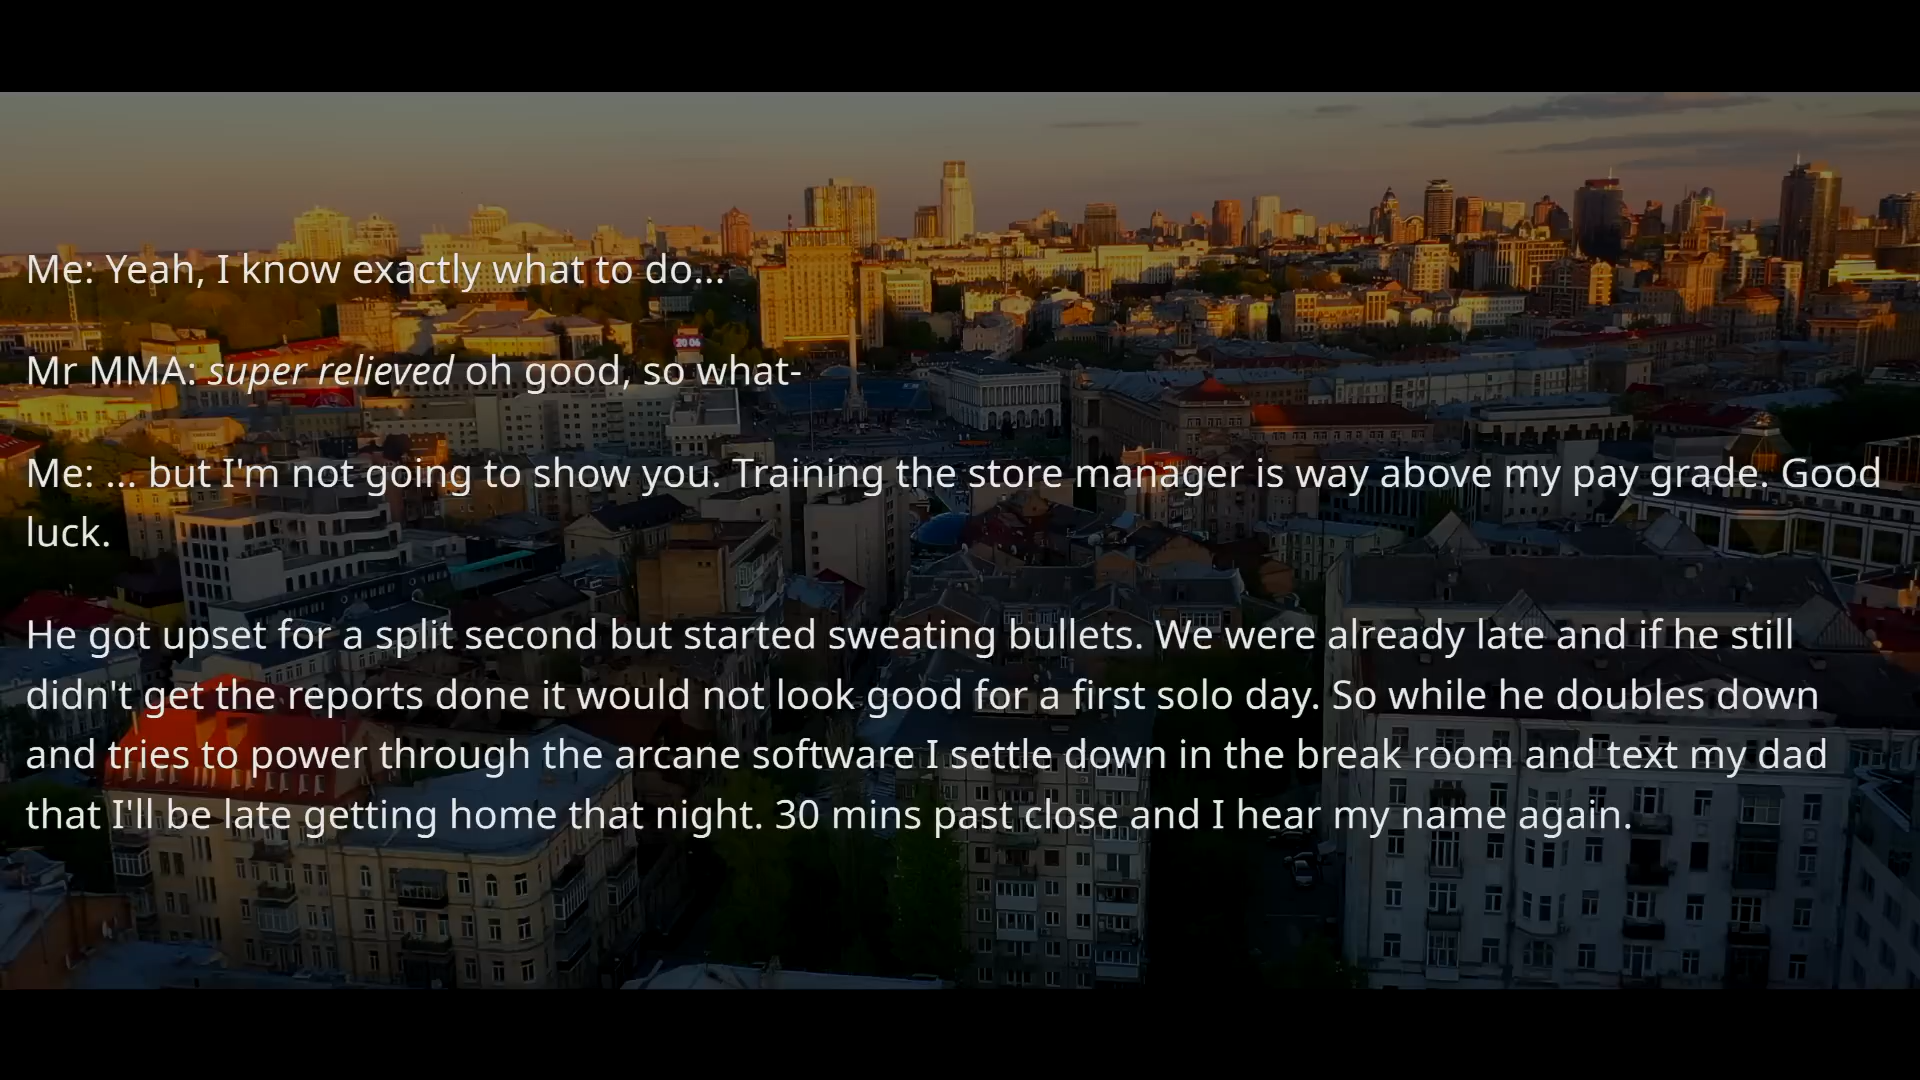 Me: Yeah, I know exactly what to do...
Mr MMA: super relieved oh good, so what-
Me: ... but I'm not going to show you. Training the store manager is way above my pay grade. Good
luck.
He got upset for a split second but started sweating bullets. We were already late and if he still
didn't get the reports done it would not look good for a first solo day. So while he doubles down
and tries to power through the arcane software I settle down in the break room and text my dad
that I'll be late getting home that night. 30 mins past close and I hear my name again.